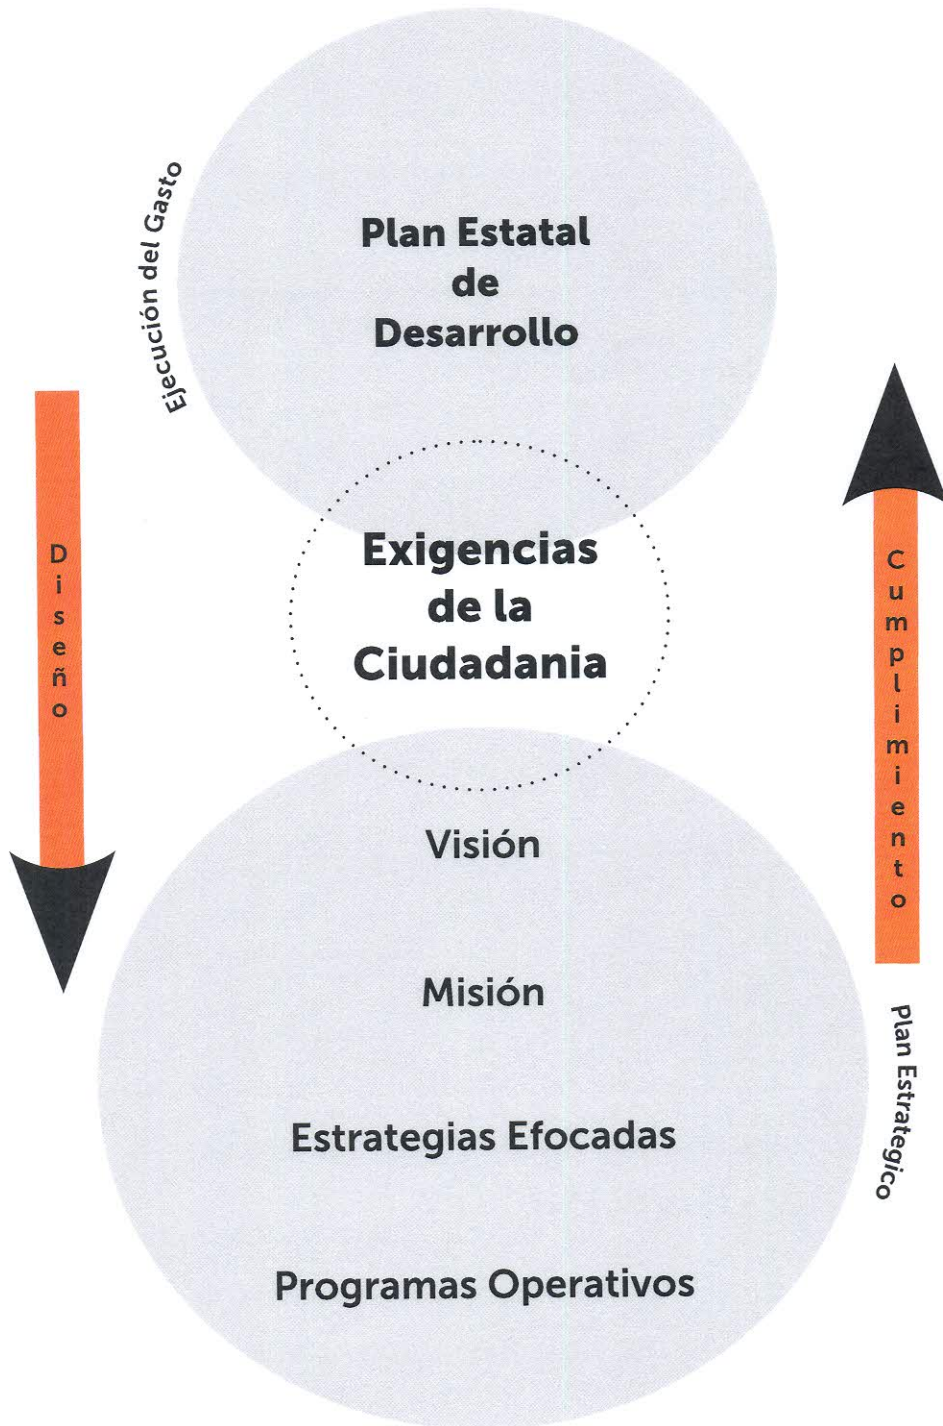 Ejecución del Gasto
Plan Estatal
de
Desarrollo
Diseño
Exigencias
de la
Ciudadania
Cumplimiento
Visión
Misión
Estrategias Efocadas
Programas Operativos
Plan Estrategico